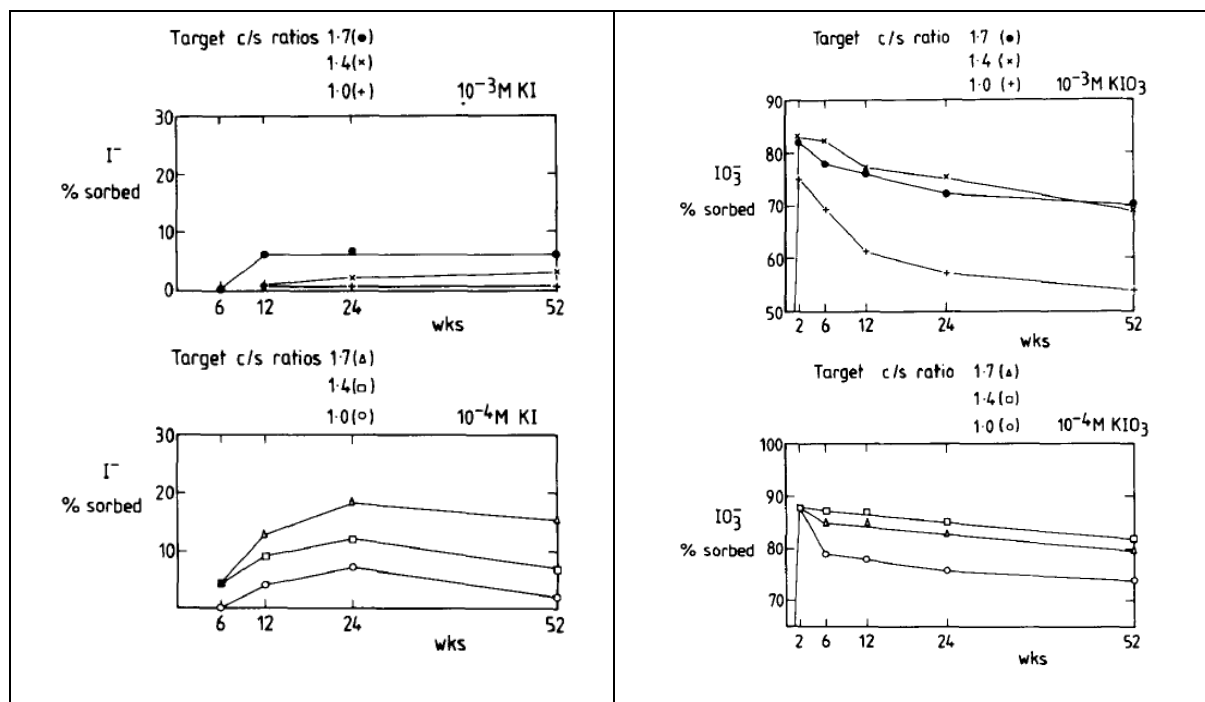 Target c/s ratios 1·7(●)
1·4(×)
1·0(+) 10⁻³M KI
30
I⁻
20
% sorbed
10
0
6 12 24 52
wks
Target c/s ratios 1·7(▵)
1·4(□)
1·0(○) 10⁻⁴M KI
30
I⁻
20
% sorbed
10
6 12 24 52
wks
Target c/s ratio 1·7 (●)
1·4 (×)
1·0 (+) 10⁻³M KIO₃
90
80
IO₃⁻
% sorbed
70
60
50
2 6 12 24 52
wks
Target c/s ratio 1·7(▵)
1·4(□)
1·0(○) 10⁻⁴M KIO₃
100
90
IO₃⁻
% sorbed
80
70
2 6 12 24 52
wks